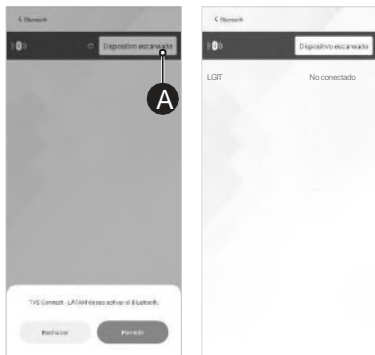 < Bluetooth
Dispositivo escaneado
A
TVS Connect - LATAM desea activar el Bluetooth.
Rechazar
Permitir
< Bluetooth
Dispositivo escaneado
LGIT No conectado